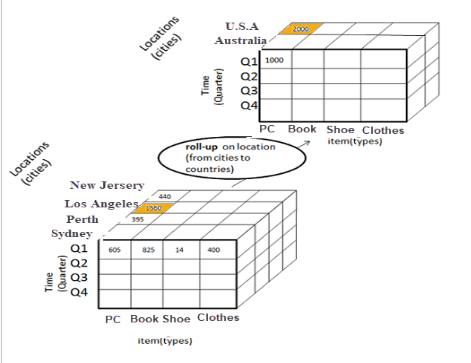 Locations
(cities)
U.S.A
2000
Australia
Time
(Quarter)
Q1 1000
Q2
Q3
Q4
PC Book Shoe Clothes
item(types)
roll-up on location
(from cities to
countries)
Locations
(cities)
New Jersery
440
Los Angeles
1560
Perth
395
Sydney
Time
(Quarter)
Q1 605 825 14 400
Q2
Q3
Q4
PC Book Shoe Clothes
item(types)